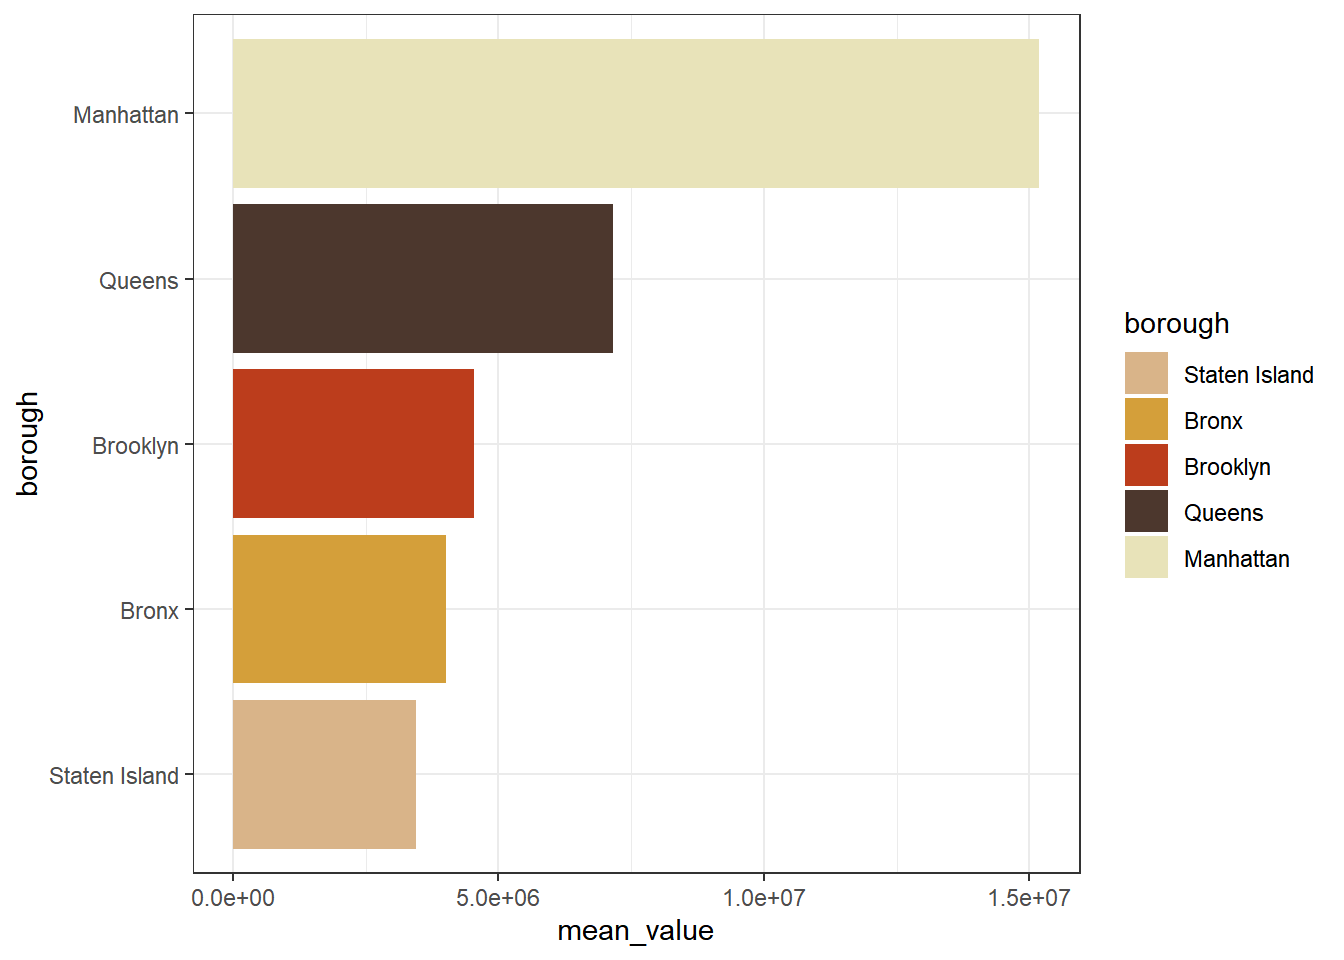 borough
Manhattan
Queens
Brooklyn
Bronx
Staten Island
0.0e+00
5.0e+06
1.0e+07
1.5e+07
mean_value
borough
Staten Island
Bronx
Brooklyn
Queens
Manhattan